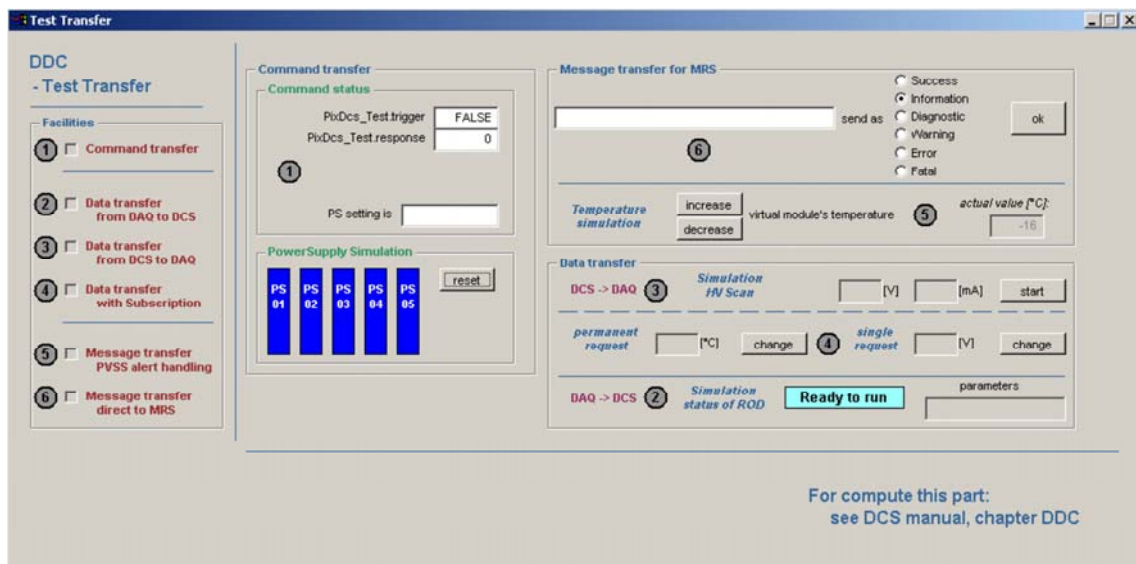 Test Transfer
DDC
- Test Transfer
Facilities
1 Command transfer
2 Data transfer
from DAQ to DCS
3 Data transfer
from DCS to DAQ
4 Data transfer
with Subscription
5 Message transfer
PVSS alert handling
6 Message transfer
direct to MRS
Command transfer
Command status
PixDcs_Test.trigger FALSE
PixDcs_Test.response 0
1
PS setting is
PowerSupply Simulation
PS 01
PS 02
PS 03
PS 04
PS 05
reset
Message transfer for MRS
send as
Success
Information
Diagnostic
Warning
Error
Fatal
ok
6
Temperature
simulation
increase
decrease
virtual module's temperature
5
actual value [°C]:
-16
Data transfer
DCS -> DAQ 3
Simulation
HV Scan
[V] [mA] start
permanent
request
[°C] change 4
single
request
[V] change
DAQ -> DCS 2
Simulation
status of ROD
Ready to run
parameters
For compute this part:
see DCS manual, chapter DDC